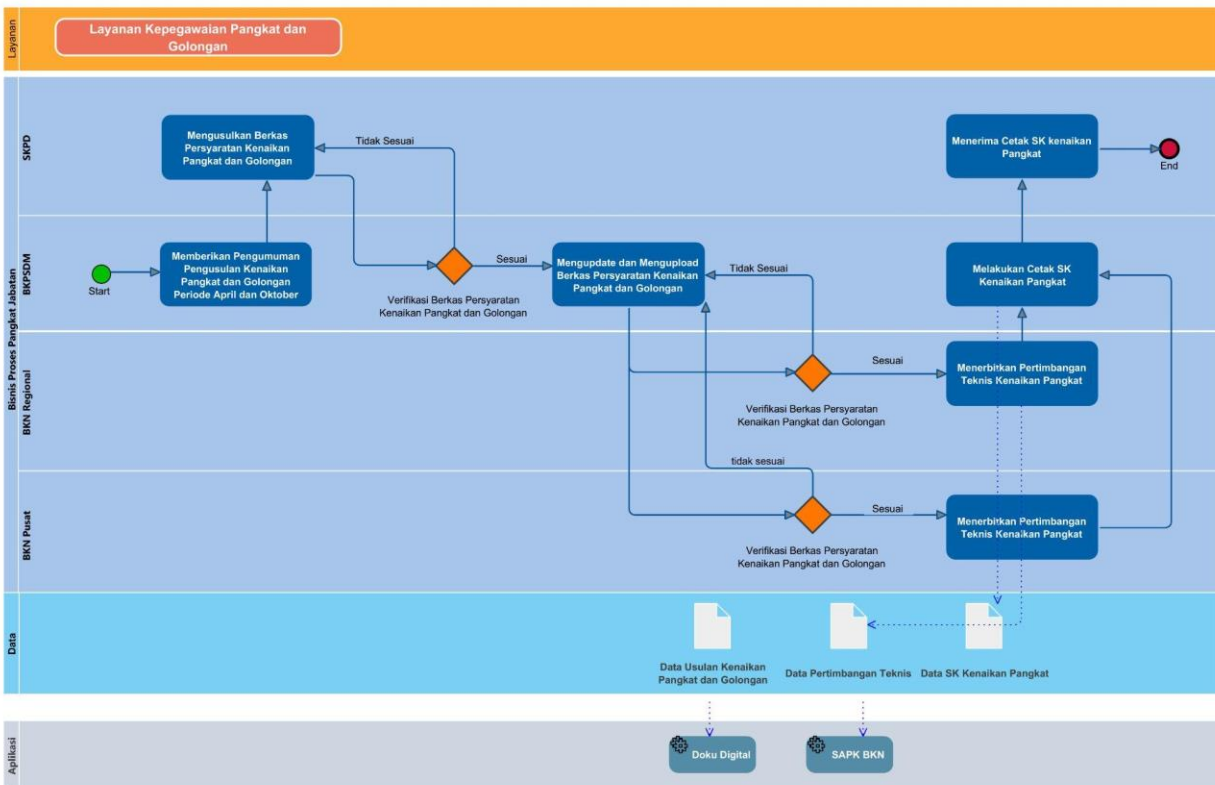 Layanan
Layanan Kepegawaian Pangkat dan
Golongan
Bisnis Proses Pangkat Jabatan
SKPD
Mengusulkan Berkas
Persyaratan Kenaikan
Pangkat dan Golongan
Tidak Sesuai
Menerima Cetak SK kenaikan
Pangkat
End
BKPSDM
Start
Memberikan Pengumuman
Pengusulan Kenaikan
Pangkat dan Golongan
Periode April dan Oktober
Verifikasi Berkas Persyaratan
Kenaikan Pangkat dan Golongan
Sesuai
Mengupdate dan Mengupload
Berkas Persyaratan Kenaikan
Pangkat dan Golongan
Tidak Sesuai
Melakukan Cetak SK
Kenaikan Pangkat
BKN Regional
Verifikasi Berkas Persyaratan
Kenaikan Pangkat dan Golongan
Sesuai
Menerbitkan Pertimbangan
Teknis Kenaikan Pangkat
BKN Pusat
tidak sesuai
Verifikasi Berkas Persyaratan
Kenaikan Pangkat dan Golongan
Sesuai
Menerbitkan Pertimbangan
Teknis Kenaikan Pangkat
Data
Data Usulan Kenaikan
Pangkat dan Golongan
Data Pertimbangan Teknis
Data SK Kenaikan Pangkat
Aplikasi
Doku Digital
SAPK BKN